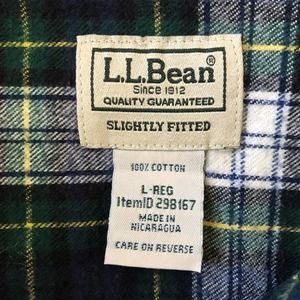 L.L.Bean®
Since 1912
QUALITY GUARANTEED
SLIGHTLY FITTED
100% COTTON
L-REG
ItemID 298167
MADE IN
NICARAGUA
CARE ON REVERSE